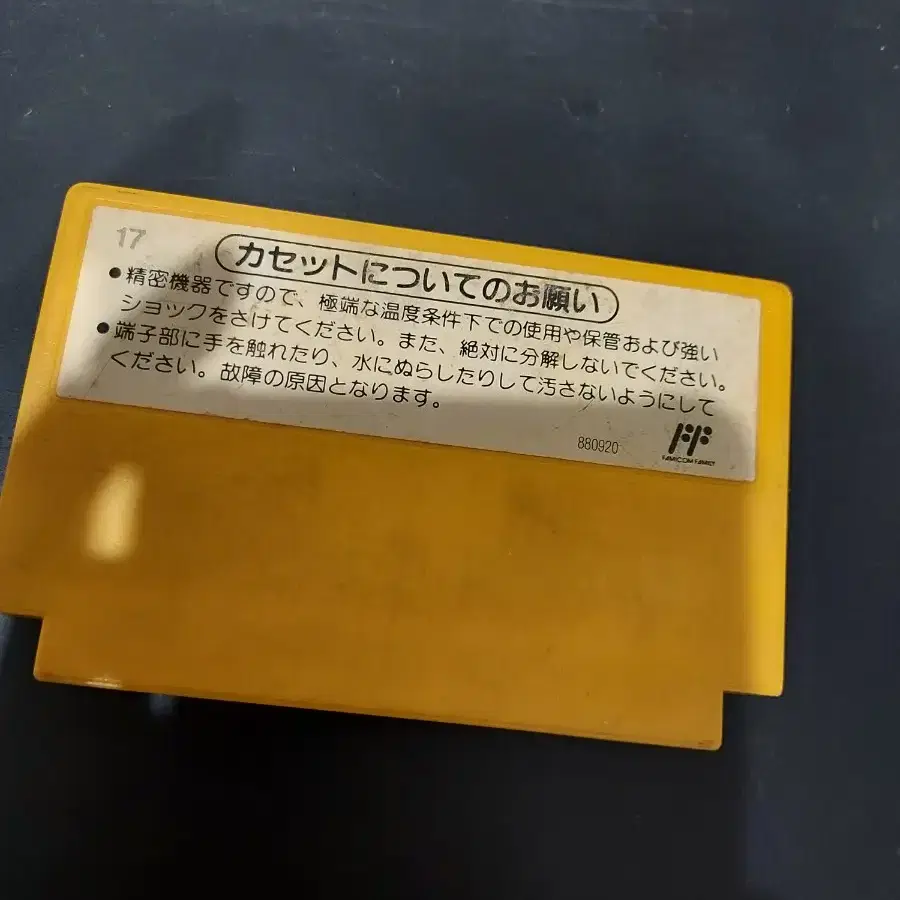 17
カセットについてのお願い
●精密機器ですので、極端な温度条件下での使用や保管および強い
ショックをさけてください。また、絶対に分解しないでください。
●端子部に手を触れたり、水にぬらしたりして汚さないようにして
ください。故障の原因となります。
880920
FF
FAMICOM FAMILY